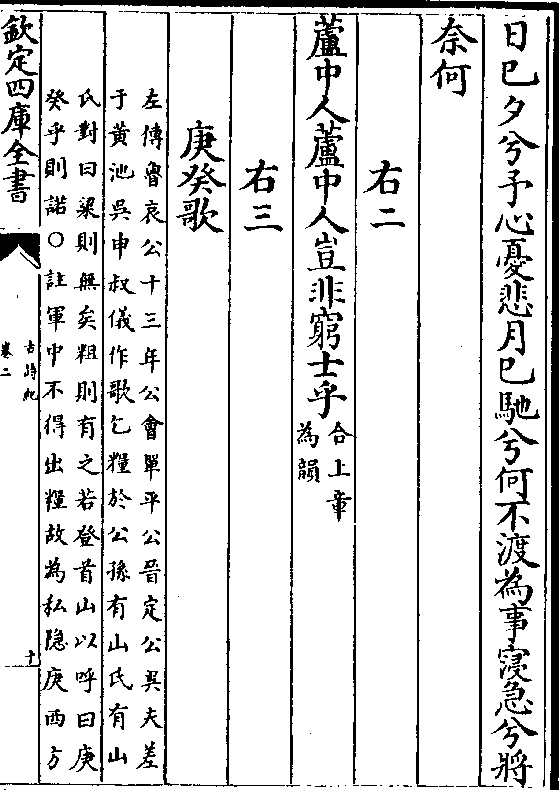 日已夕兮予心憂悲月已馳兮何不渡為事寖急兮將
奈何
右二
蘆中人蘆中人豈非窮士乎合上章
為韻
右三
庚癸歌
左傳魯哀公十三年公會單平公晉定公吳夫差
于黃池吳申叔儀作歌乞糧於公孫有山氏有山
氏對曰粱則無矣粗則有之若登首山以呼曰庚
癸乎則諾○註軍中不得出糧故為私隠庚西方
欽定四庫全書
古詩紀
卷二
十